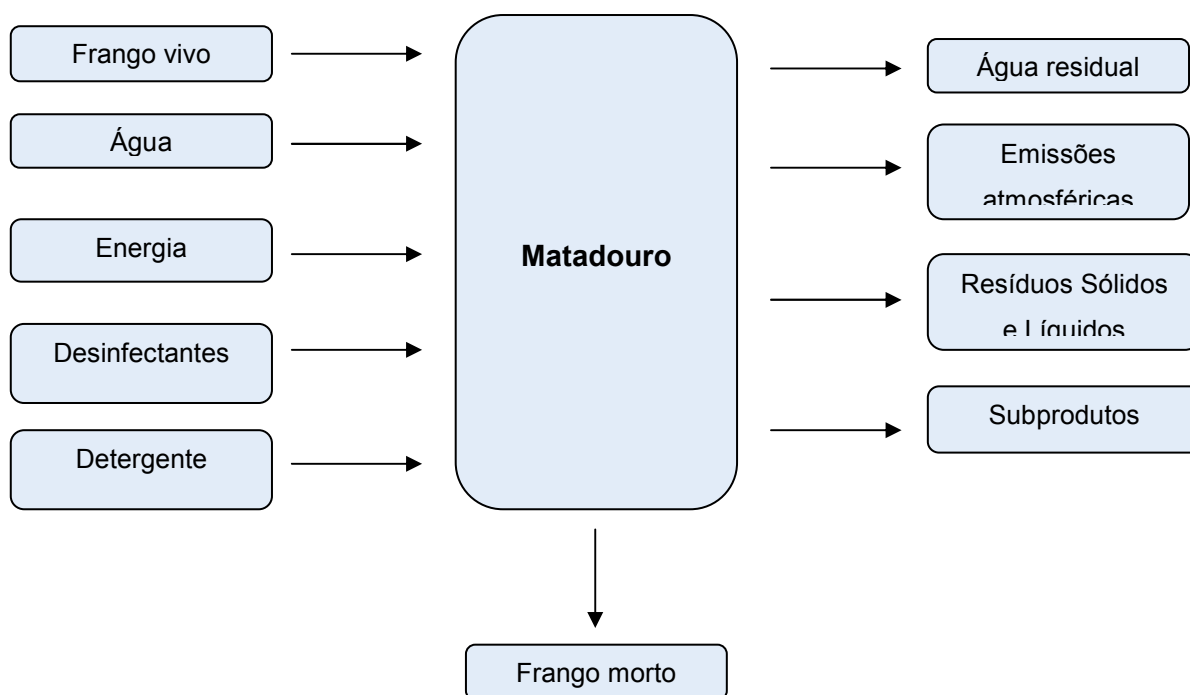 Frango vivo
Água
Energia
Desinfectantes
Detergente
Matadouro
Água residual
Emissões
atmosféricas
Resíduos Sólidos
e Líquidos
Subprodutos
Frango morto